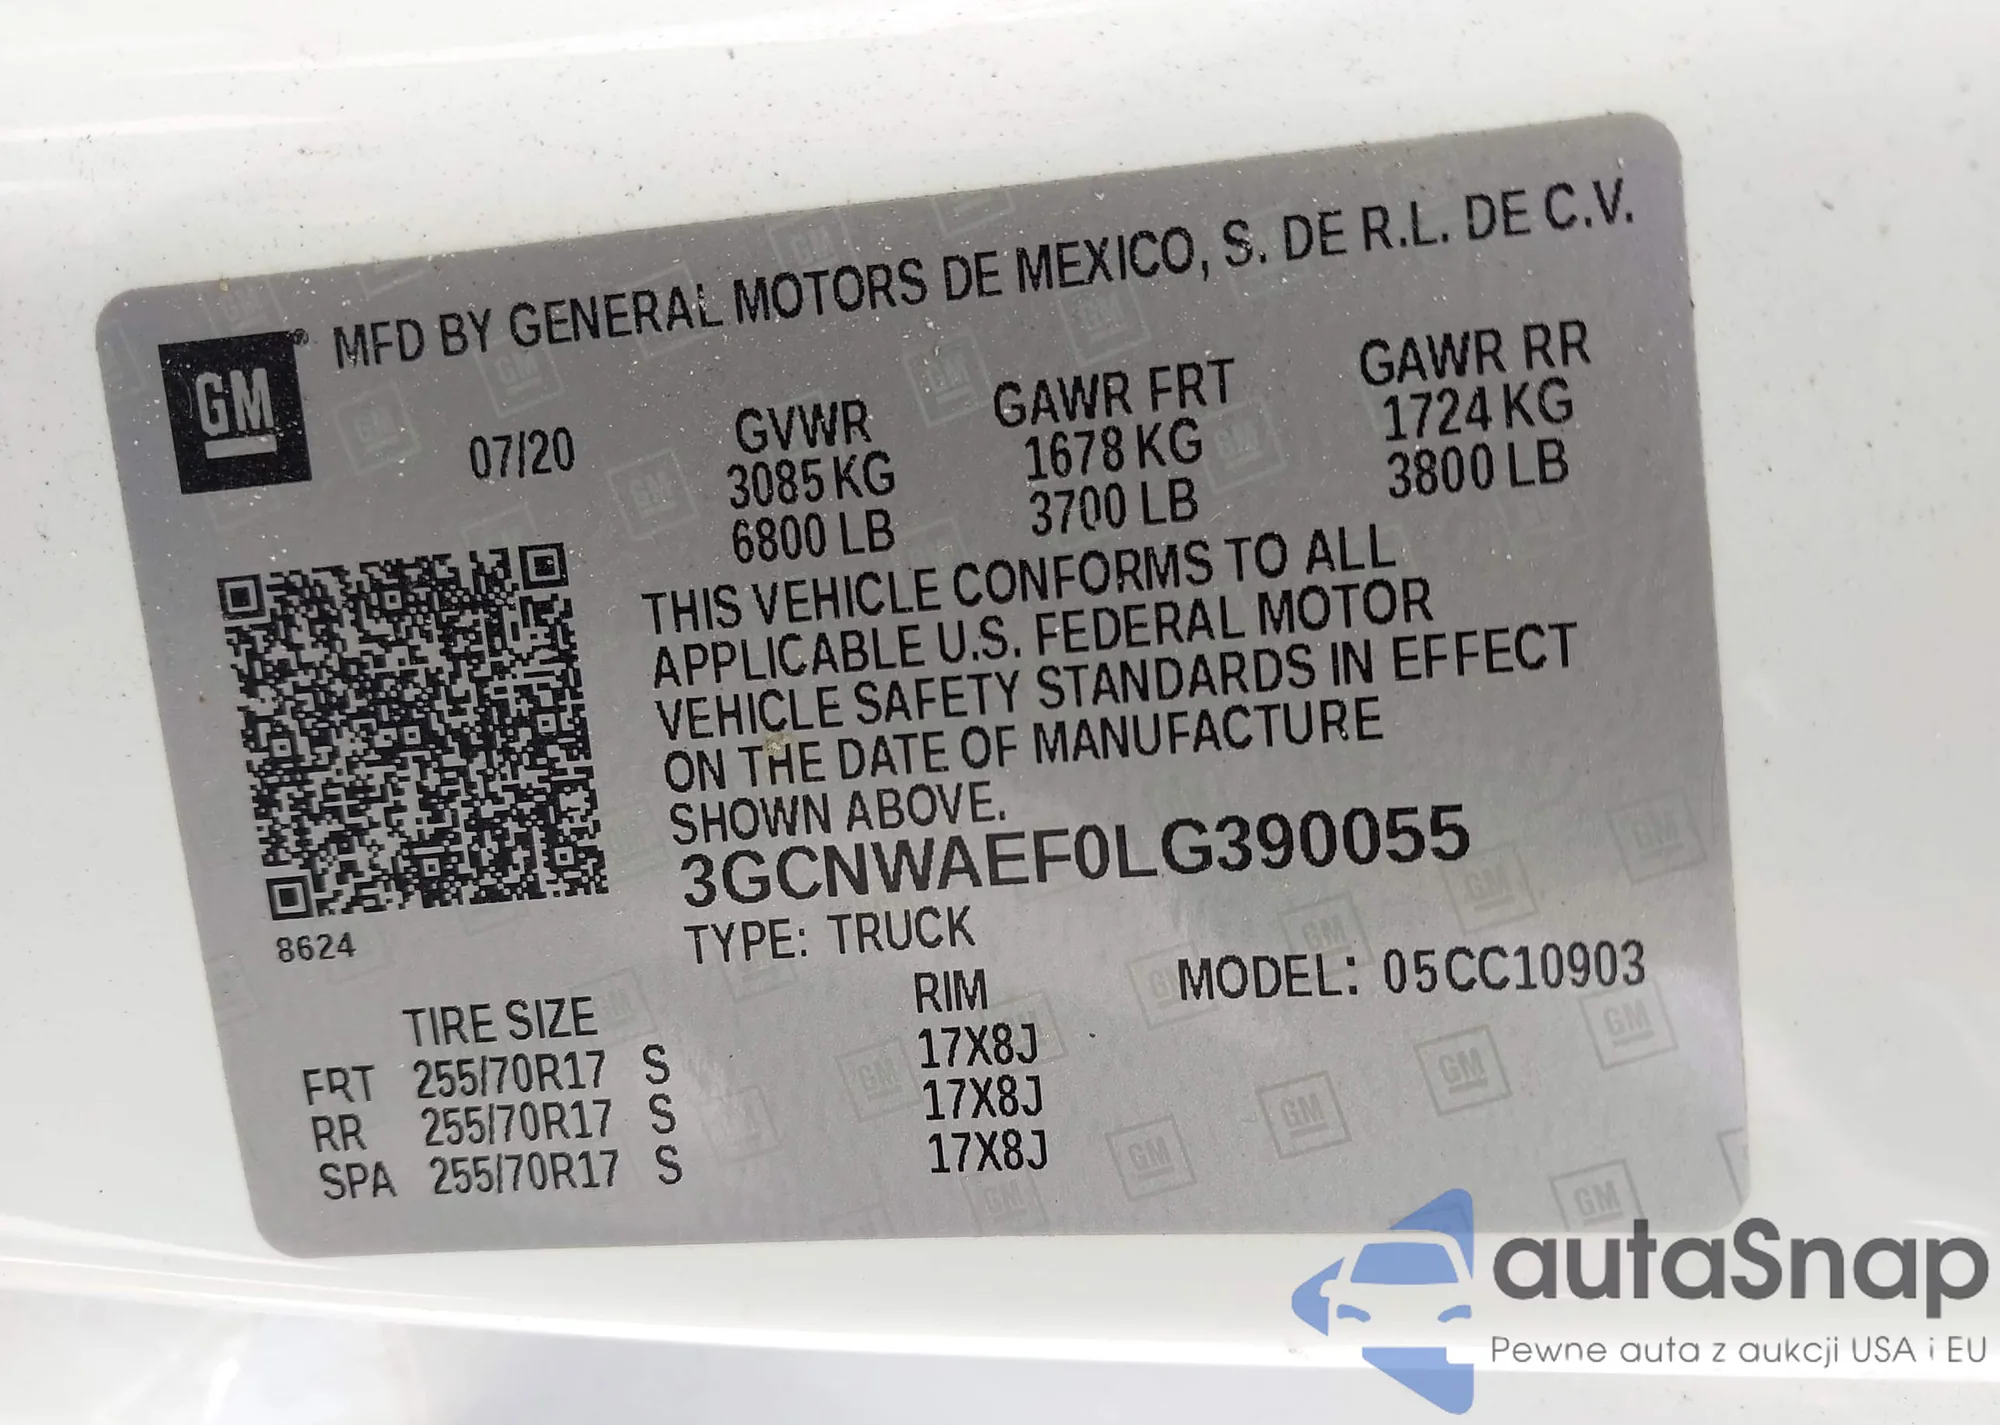 GM® MFD BY GENERAL MOTORS DE MEXICO, S. DE R.L. DE C.V.
07/20 GVWR GAWR FRT GAWR RR
3085 KG 1678 KG 1724 KG
6800 LB 3700 LB 3800 LB
THIS VEHICLE CONFORMS TO ALL
APPLICABLE U.S. FEDERAL MOTOR
VEHICLE SAFETY STANDARDS IN EFFECT
ON THE DATE OF MANUFACTURE
SHOWN ABOVE.
3GCNWAEF0LG390055
8624
TYPE: TRUCK
MODEL: 05CC10903
TIRE SIZE RIM
FRT 255/70R17 S 17X8J
RR 255/70R17 S 17X8J
SPA 255/70R17 S 17X8J
autaSnap
Pewne auta z aukcji USA i EU